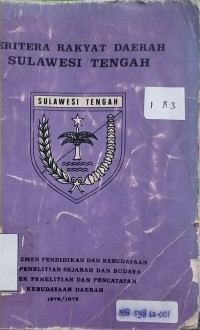 ERITERA RAKYAT DAERAH
SULAWESI TENGAH
1 R3
SULAWESI TENGAH
EMEN PENDIDIKAN DAN KEBUDAYAAN
PENELITIAN SEJARAH DAN BUDAYA
EK PENELITIAN DAN PENCATATAN
KEBUDAYAAN DAERAH
1978/1979